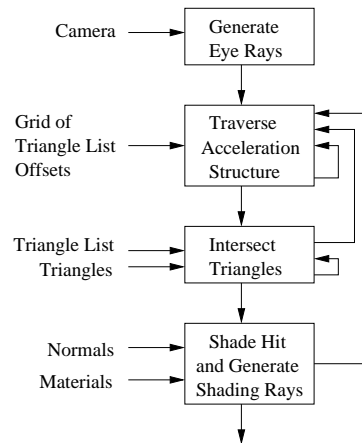 Camera
Generate
Eye Rays
Grid of
Triangle List
Offsets
Traverse
Acceleration
Structure
Triangle List
Triangles
Intersect
Triangles
Normals
Materials
Shade Hit
and Generate
Shading Rays